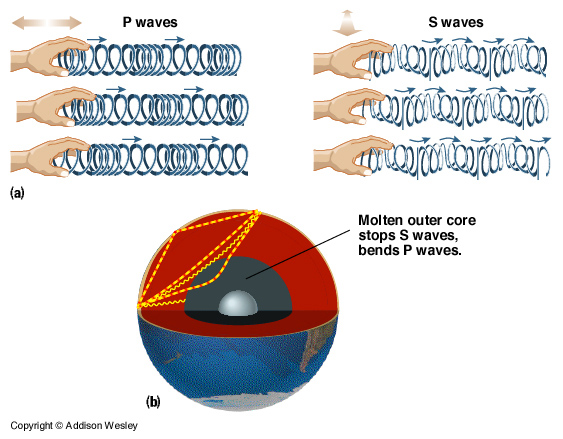 P waves
S waves
(a)
Molten outer core
stops S waves,
bends P waves.
(b)
Copyright © Addison Wesley